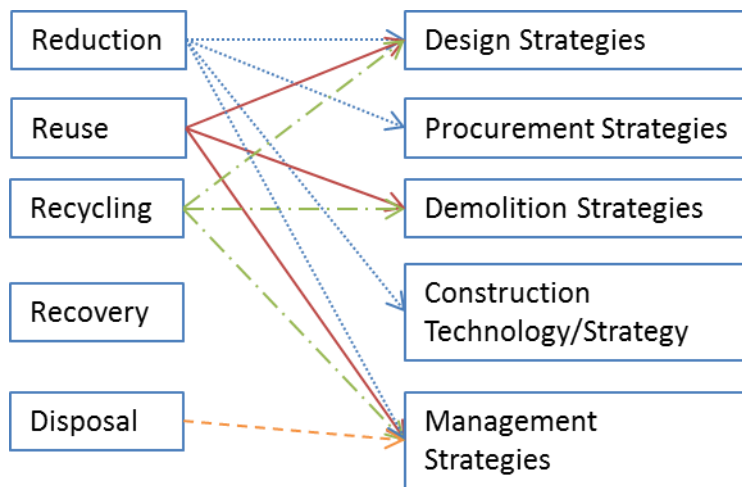 Reduction
Reuse
Recycling
Recovery
Disposal
Design Strategies
Procurement Strategies
Demolition Strategies
Construction
Technology/Strategy
Management
Strategies